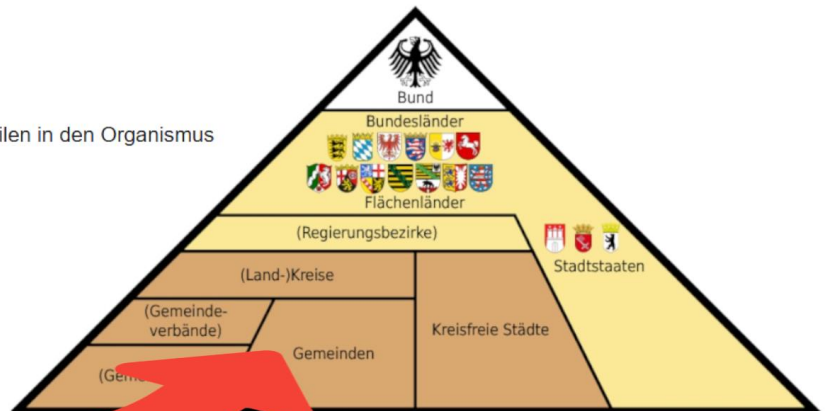 Bund
Bundesländer
ilen in den Organismus
Flächenländer
(Regierungsbezirke)
Stadtstaaten
(Land-)Kreise
(Gemeinde-
verbände)
Kreisfreie Städte
Gemeinden